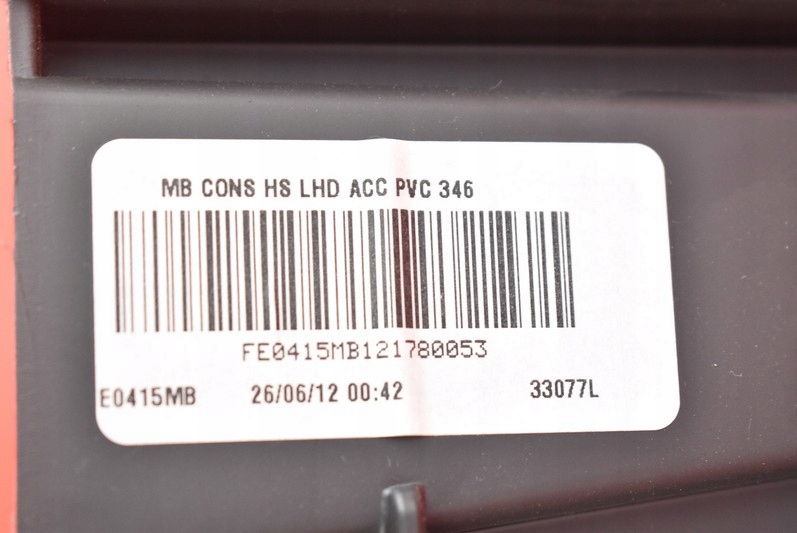 MB CONS HS LHD ACC PVC 346
FE0415MB121780053
E0415MB 26/06/12 00:42 33077L